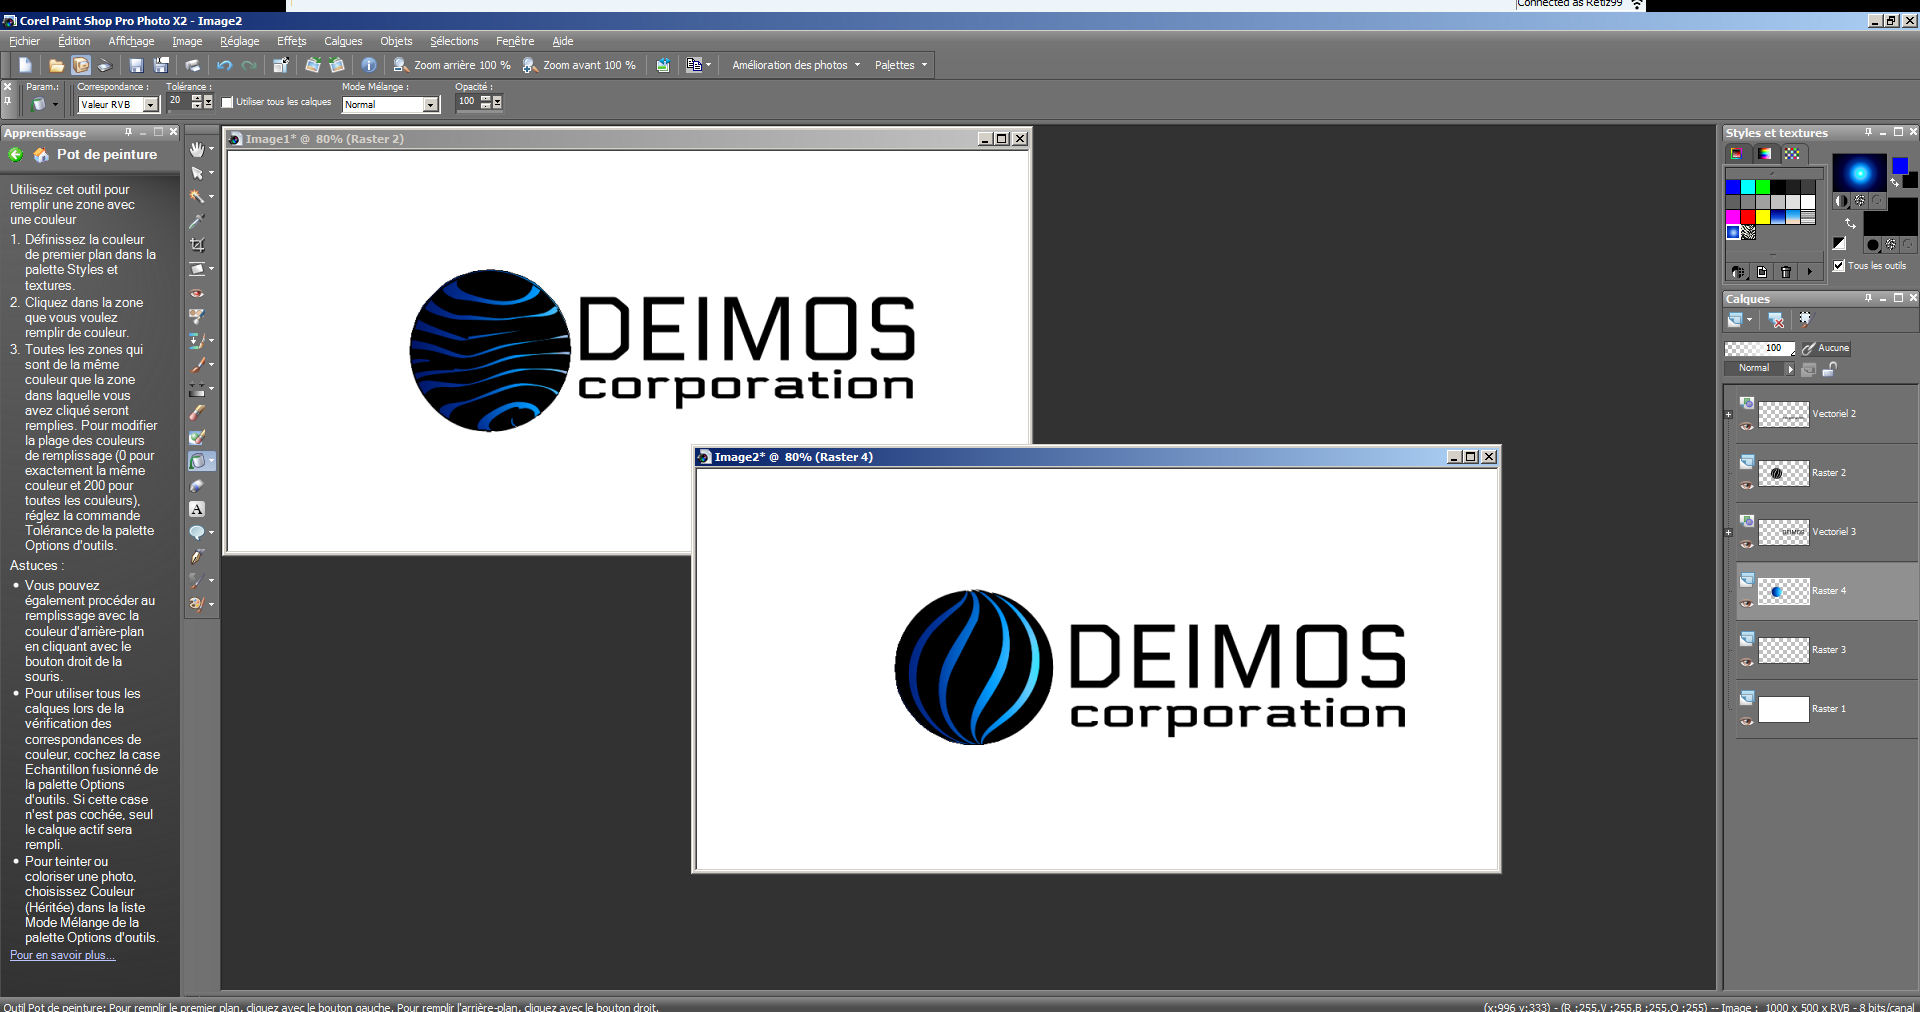 Connected as Retiz99
Corel Paint Shop Pro Photo X2 - Image2
Fichier Édition Affichage Image Réglage Effets Calques Objets Sélections Fenêtre Aide
Zoom arrière 100 % Zoom avant 100 % Amélioration des photos Palettes
Param.: Correspondance : Tolérance : Mode Mélange : Opacité :
Valeur RVB 20 Utiliser tous les calques Normal 100
Apprentissage
Pot de peinture
Utilisez cet outil pour
remplir une zone avec
une couleur
1. Définissez la couleur
de premier plan dans la
palette Styles et
textures.
2. Cliquez dans la zone
que vous voulez
remplir de couleur.
3. Toutes les zones qui
sont de la même
couleur que la zone
dans laquelle vous
avez cliqué seront
remplies. Pour modifier
la plage des couleurs
de remplissage (0 pour
exactement la même
couleur et 200 pour
toutes les couleurs),
réglez la commande
Tolérance de la palette
Options d'outils.
Astuces :
• Vous pouvez
également procéder au
remplissage avec la
couleur d'arrière-plan
en cliquant avec le
bouton droit de la
souris.
• Pour utiliser tous les
calques lors de la
vérification des
correspondances de
couleur, cochez la case
Echantillon fusionné de
la palette Options
d'outils. Si cette case
n'est pas cochée, seul
le calque actif sera
rempli.
• Pour teinter ou
coloriser une photo,
choisissez Couleur
(Héritée) dans la liste
Mode Mélange de la
palette Options d'outils.
Pour en savoir plus...
Image1* @ 80% (Raster 2)
DEIMOS
corporation
Image2* @ 80% (Raster 4)
DEIMOS
corporation
Styles et textures
Tous les outils
Calques
100 Aucune
Normal
Vectoriel 2
Raster 2
Vectoriel 3
Raster 4
Raster 3
Raster 1
Outil Pot de peinture: Pour remplir le premier plan, cliquez avec le bouton gauche. Pour remplir l'arrière-plan, cliquez avec le bouton droit.
(x:996 y:333) - (R :255,V :255,B :255,O :255) -- Image : 1000 x 500 x RVB - 8 bits/canal